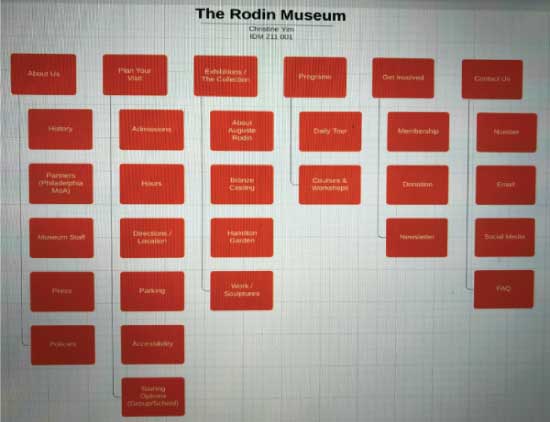 The Rodin Museum
Christine Yim
IDM 211 001
About Us
History
Partners
(Philadelphia
MoA)
Museum Staff
Press
Policies
Plan Your
Visit
Admissions
Hours
Directions /
Location
Parking
Accessibility
Touring
Options
(Group/School)
Exhibitions /
The Collection
About
Auguste
Rodin
Bronze
Casting
Hamilton
Garden
Work /
Sculptures
Programs
Daily Tour
Courses &
Workshops
Get Involved
Membership
Donation
Newsletter
Contact Us
Number
Email
Social Media
FAQ